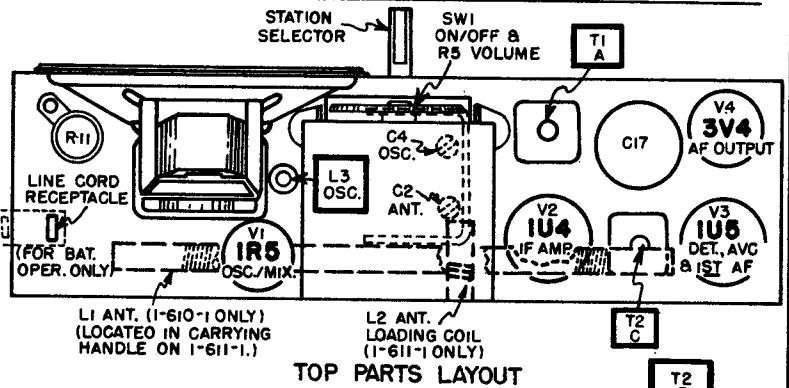 STATION
SELECTOR
SW1
ON/OFF &
R5 VOLUME
T1
A
R-11
C4
OSC.
C17
V4
3V4
AF OUTPUT
LINE CORD
RECEPTACLE
L3
OSC.
C2
ANT.
(FOR BAT.
OPER. ONLY)
V1
1R5
OSC./MIX
V2
1U4
IF AMP
V3
1U5
DET., AVC
& 1ST AF
L1 ANT. (1-610-1 ONLY)
(LOCATED IN CARRYING
HANDLE ON 1-611-1.)
L2 ANT.
LOADING COIL
(1-611-1 ONLY)
T2
C
TOP PARTS LAYOUT
T2